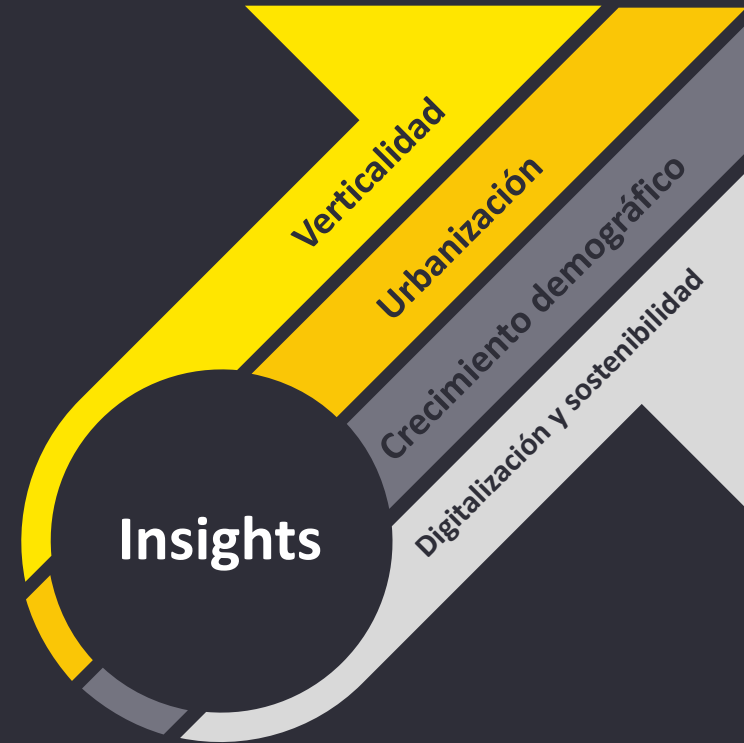 Verticalidad
Urbanización
Crecimiento demográfico
Digitalización y sostenibilidad
Insights